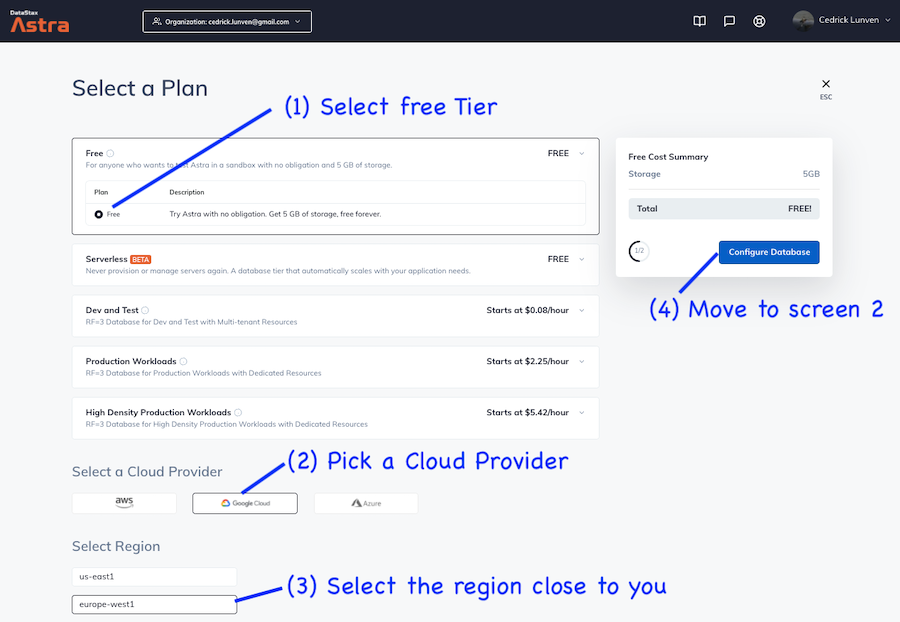 DataStax
Astra
Organization: cedrick.lunven@gmail.com
Cedrick Lunven
Select a Plan
ESC
(1) Select free Tier
Free
FREE
For anyone who wants to test Astra in a sandbox with no obligation and 5 GB of storage.
Plan Description
Free Try Astra with no obligation. Get 5 GB of storage, free forever.
Free Cost Summary
Storage 5GB
Total FREE!
1/2
Configure Database
(4) Move to screen 2
Serverless BETA FREE
Never provision or manage servers again. A database tier that automatically scales with your application needs.
Dev and Test Starts at $0.08/hour
RF=3 Database for Dev and Test with Multi-tenant Resources
Production Workloads Starts at $2.25/hour
RF=3 Database for Production Workloads with Dedicated Resources
High Density Production Workloads Starts at $5.42/hour
RF=3 Database for High Density Production Workloads with Dedicated Resources
(2) Pick a Cloud Provider
Select a Cloud Provider
aws Google Cloud Azure
Select Region
us-east1
(3) Select the region close to you
europe-west1